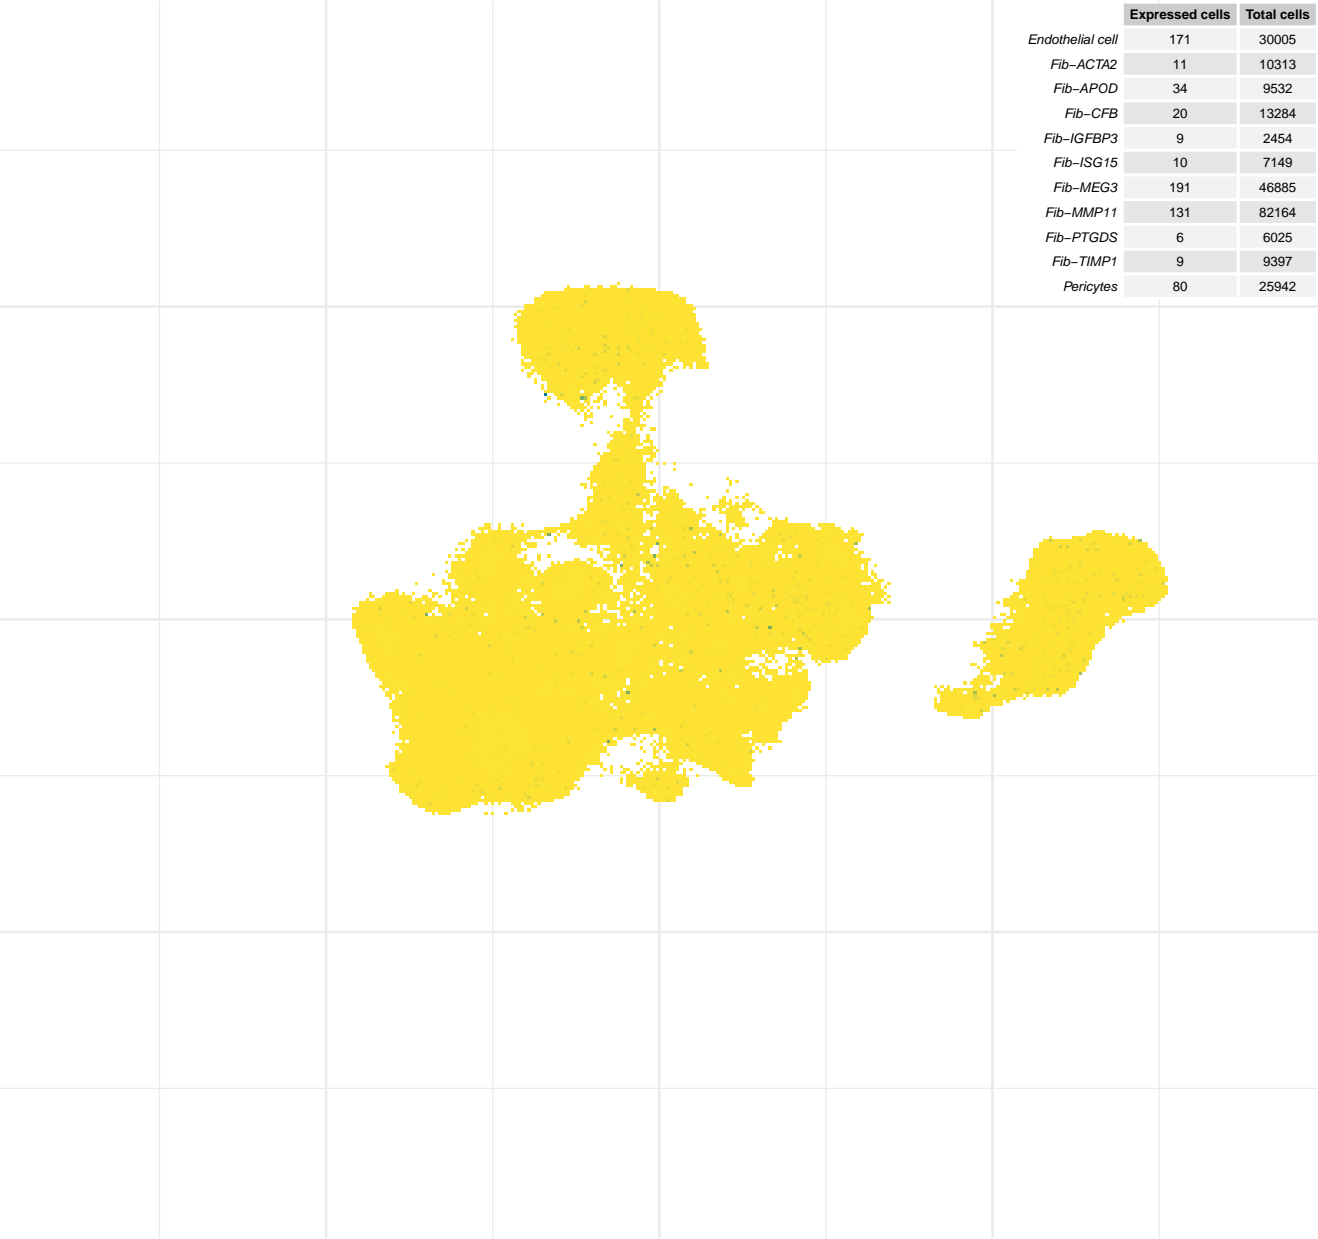 Expressed cells Total cells
Endothelial cell 171 30005
Fib−ACTA2 11 10313
Fib−APOD 34 9532
Fib−CFB 20 13284
Fib−IGFBP3 9 2454
Fib−ISG15 10 7149
Fib−MEG3 191 46885
Fib−MMP11 131 82164
Fib−PTGDS 6 6025
Fib−TIMP1 9 9397
Pericytes 80 25942